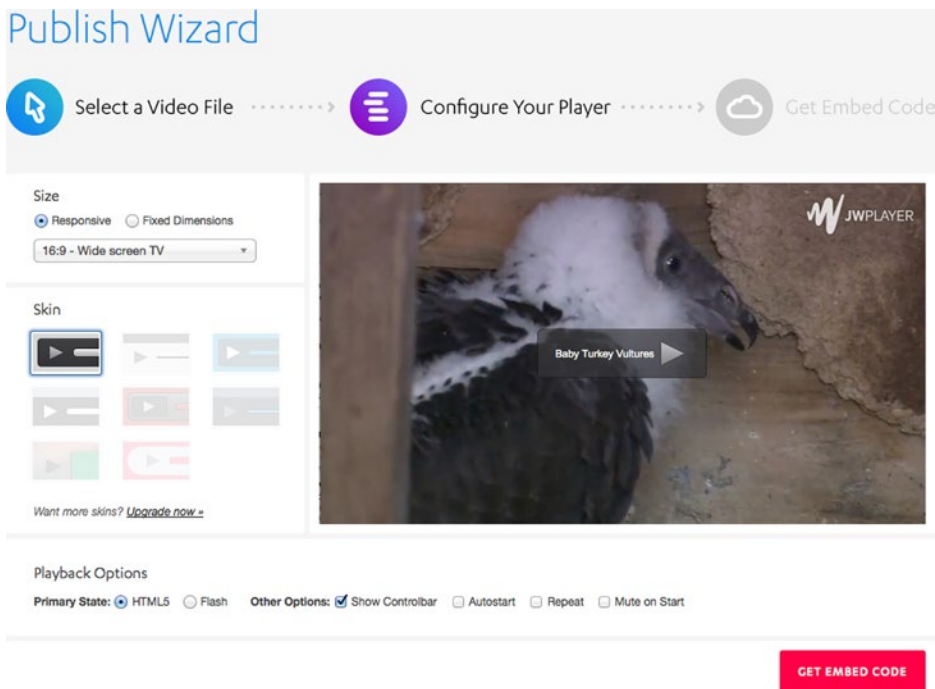 Publish Wizard
Select a Video File
Configure Your Player
Get Embed Code
Size
Responsive Fixed Dimensions
16:9 - Wide screen TV
JWPLAYER
Skin
Baby Turkey Vultures
Want more skins? Upgrade now »
Playback Options
Primary State: HTML5 Flash Other Options: Show Controlbar Autostart Repeat Mute on Start
GET EMBED CODE